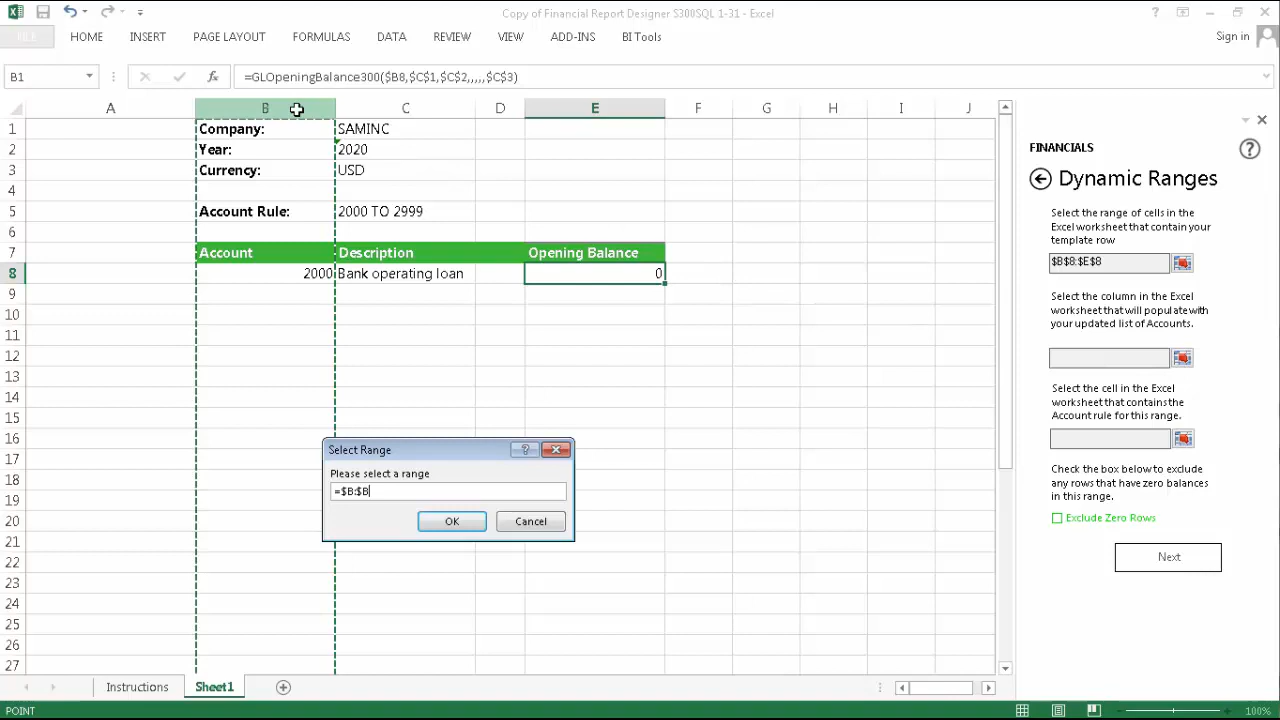 Copy of Financial Report Designer S300SQL 1-31 - Excel
FILE HOME INSERT PAGE LAYOUT FORMULAS DATA REVIEW VIEW ADD-INS BI Tools Sign in
B1 fx =GLOpeningBalance300($B8,$C$1,$C$2,,,,,$C$3)
A B C D E F G H I J
1 Company: SAMINC
2 Year: 2020
3 Currency: USD
4
5 Account Rule: 2000 TO 2999
6
7 Account Description Opening Balance
8 2000 Bank operating loan 0
9
10
11
12
13
14
15
16
17
18
19
20
21
22
23
24
25
26
27
Select Range
Please select a range
=$B:$B
OK Cancel
FINANCIALS
Dynamic Ranges
Select the range of cells in the
Excel worksheet that contain your
template row
$B$8:$E$8
Select the column in the Excel
worksheet that will populate with
your updated list of Accounts.
Select the cell in the Excel
worksheet that contains the
Account rule for this range.
Check the box below to exclude
any rows that have zero balances
in this range.
Exclude Zero Rows
Next
Instructions Sheet1
POINT 100%